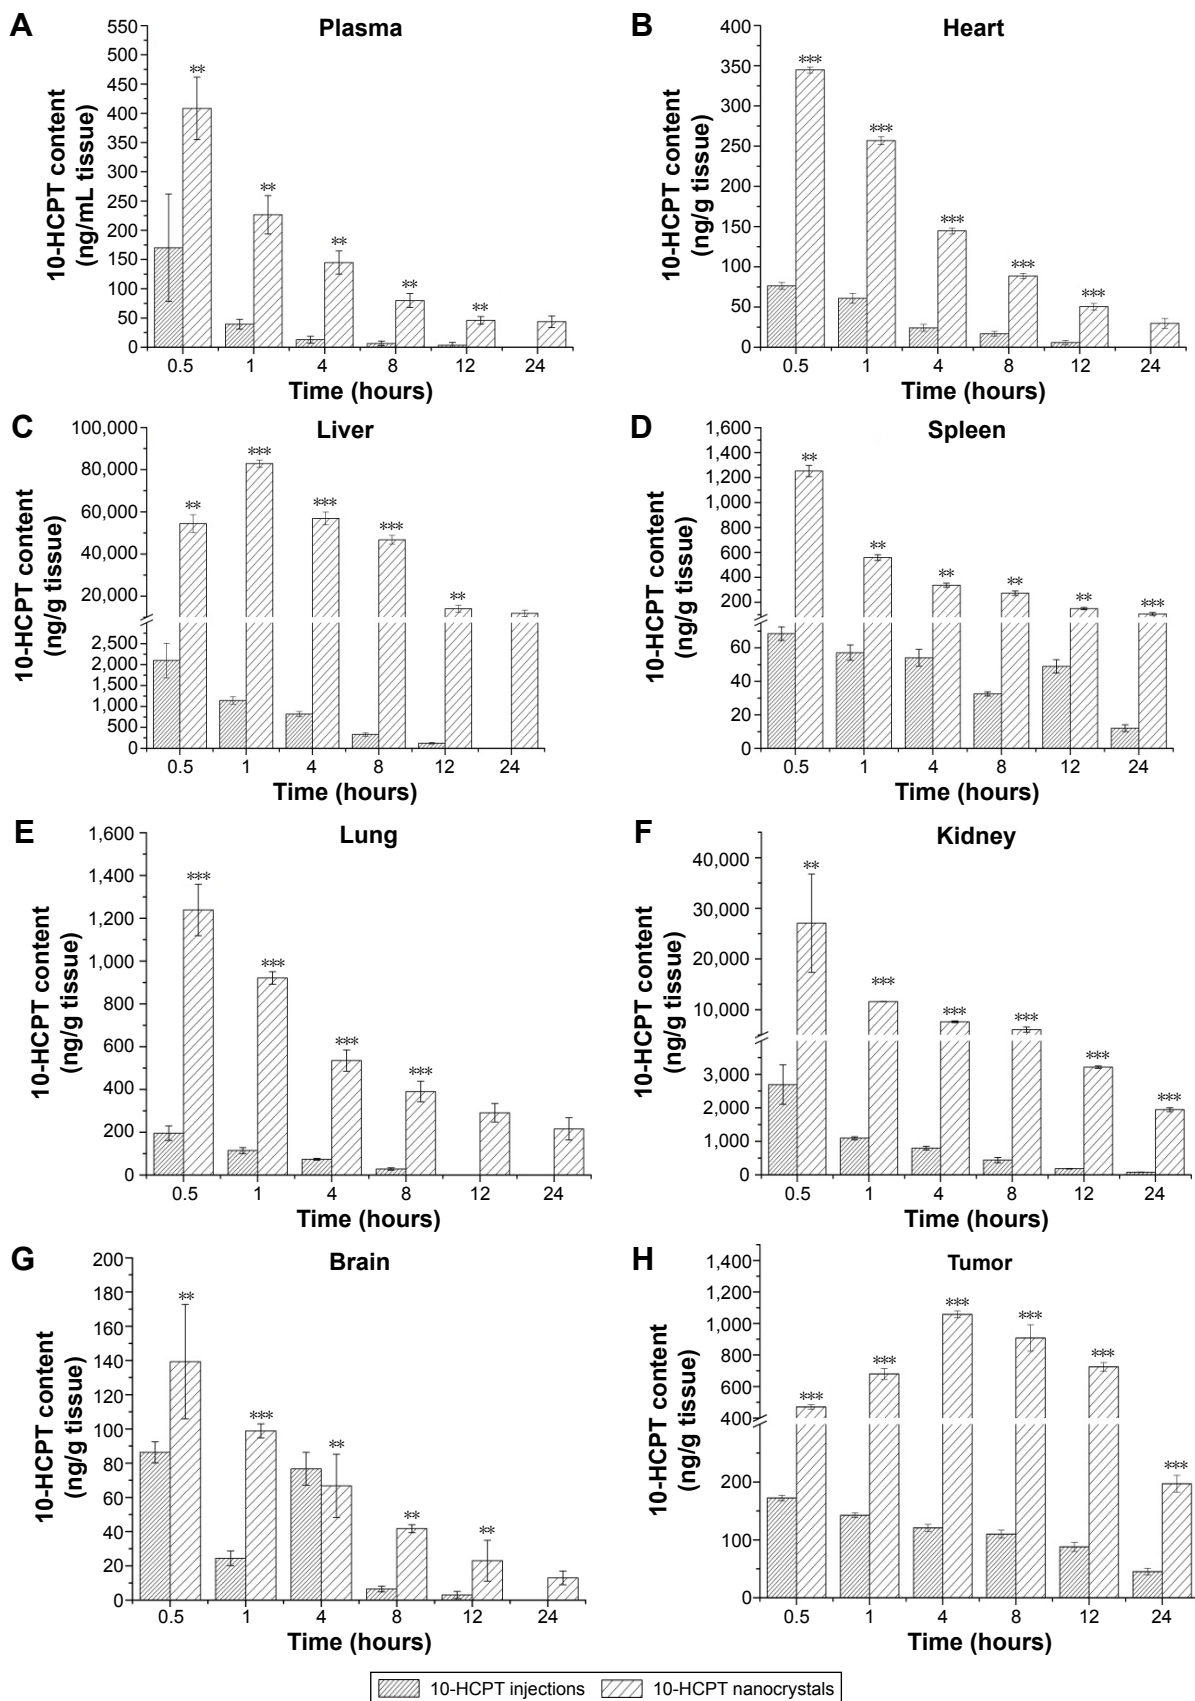 A
Plasma
10-HCPT content
(ng/mL tissue)
550
500
450
400
350
300
250
200
150
100
50
0
**
**
**
**
**
0.5 1 4 8 12 24
Time (hours)
B
Heart
10-HCPT content
(ng/g tissue)
400
350
300
250
200
150
100
50
0
***
***
***
***
***
0.5 1 4 8 12 24
Time (hours)
C
Liver
10-HCPT content
(ng/g tissue)
100,000
80,000
60,000
40,000
20,000
2,500
2,000
1,500
1,000
500
0
**
***
***
***
**
0.5 1 4 8 12 24
Time (hours)
D
Spleen
10-HCPT content
(ng/g tissue)
1,600
1,400
1,200
1,000
800
600
400
200
60
40
20
0
**
**
**
**
**
***
0.5 1 4 8 12 24
Time (hours)
E
Lung
10-HCPT content
(ng/g tissue)
1,600
1,400
1,200
1,000
800
600
400
200
0
***
***
***
***
0.5 1 4 8 12 24
Time (hours)
F
Kidney
10-HCPT content
(ng/g tissue)
40,000
30,000
20,000
10,000
3,000
2,000
1,000
0
**
***
***
***
***
***
0.5 1 4 8 12 24
Time (hours)
G
Brain
10-HCPT content
(ng/g tissue)
200
180
160
140
120
100
80
60
40
20
0
**
***
**
**
**
0.5 1 4 8 12 24
Time (hours)
H
Tumor
10-HCPT content
(ng/g tissue)
1,400
1,200
1,000
800
600
400
200
100
0
***
***
***
***
***
***
0.5 1 4 8 12 24
Time (hours)
10-HCPT injections 10-HCPT nanocrystals